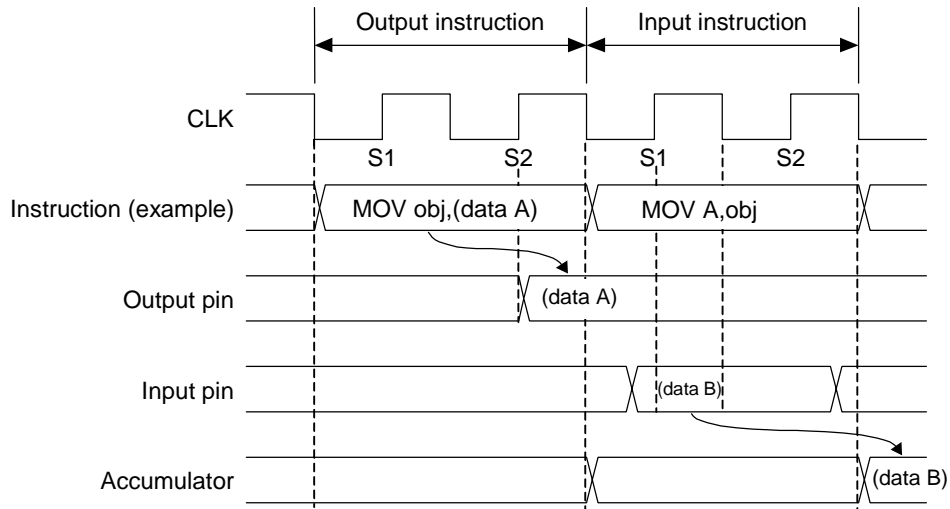 Output instruction
Input instruction
CLK
S1
S2
S1
S2
Instruction (example)
MOV obj,(data A)
MOV A,obj
Output pin
(data A)
Input pin
(data B)
Accumulator
(data B)